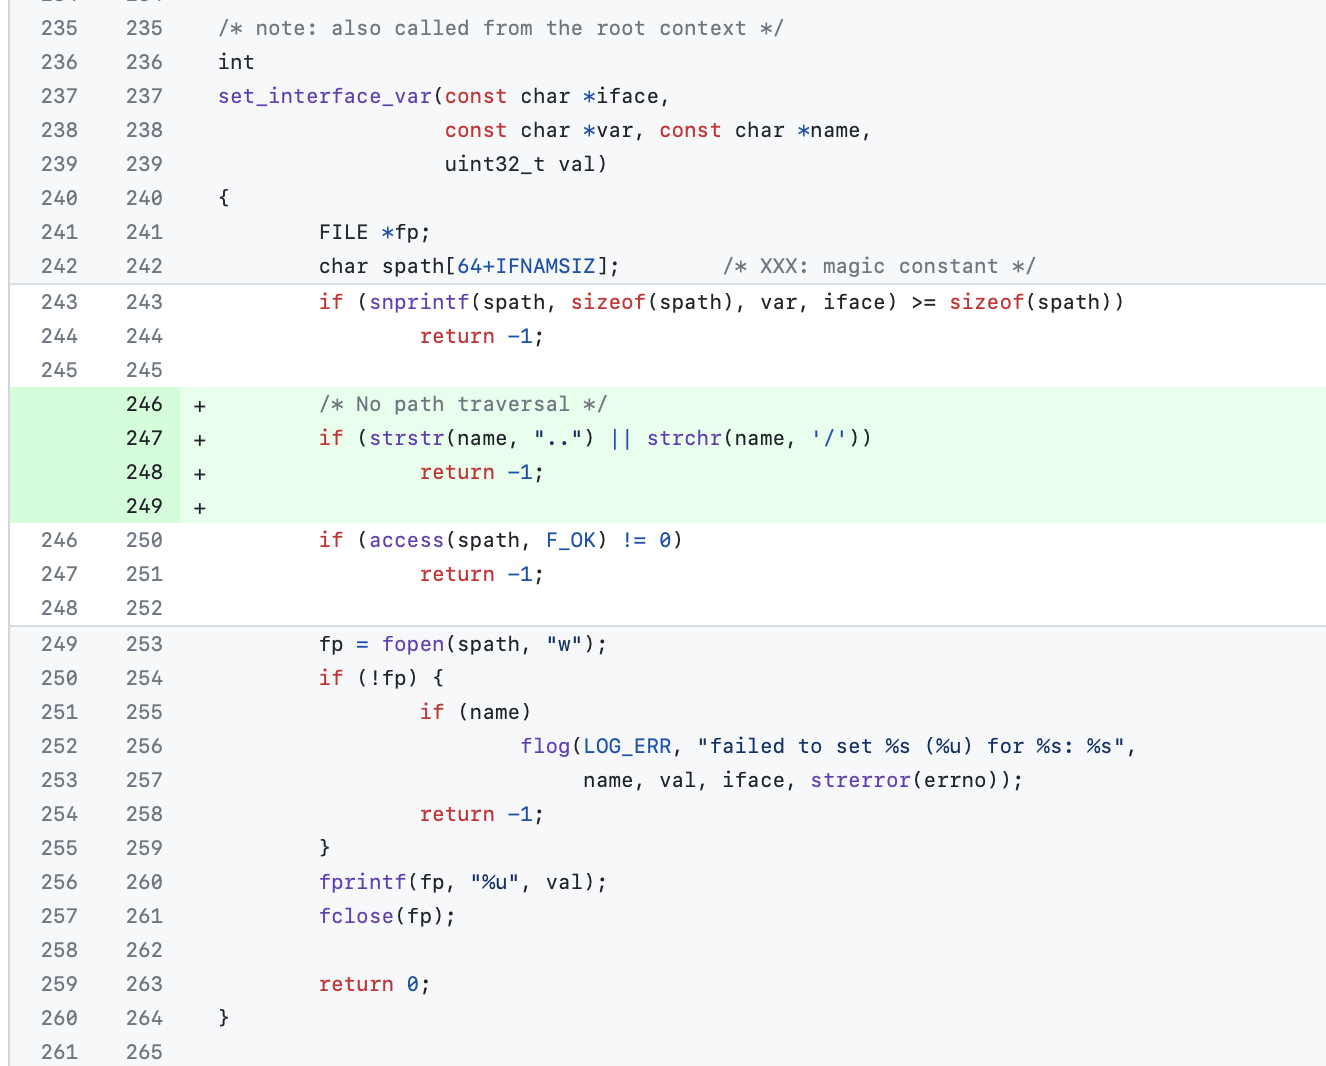 235 235 /* note: also called from the root context */
236 236 int
237 237 set_interface_var(const char *iface,
238 238 const char *var, const char *name,
239 239 uint32_t val)
240 240 {
241 241 FILE *fp;
242 242 char spath[64+IFNAMSIZ]; /* XXX: magic constant */
243 243 if (snprintf(spath, sizeof(spath), var, iface) >= sizeof(spath))
244 244 return -1;
245 245
246 + /* No path traversal */
247 + if (strstr(name, "..") || strchr(name, '/'))
248 + return -1;
249 +
246 250 if (access(spath, F_OK) != 0)
247 251 return -1;
248 252
249 253 fp = fopen(spath, "w");
250 254 if (!fp) {
251 255 if (name)
252 256 flog(LOG_ERR, "failed to set %s (%u) for %s: %s",
253 257 name, val, iface, strerror(errno));
254 258 return -1;
255 259 }
256 260 fprintf(fp, "%u", val);
257 261 fclose(fp);
258 262
259 263 return 0;
260 264 }
261 265